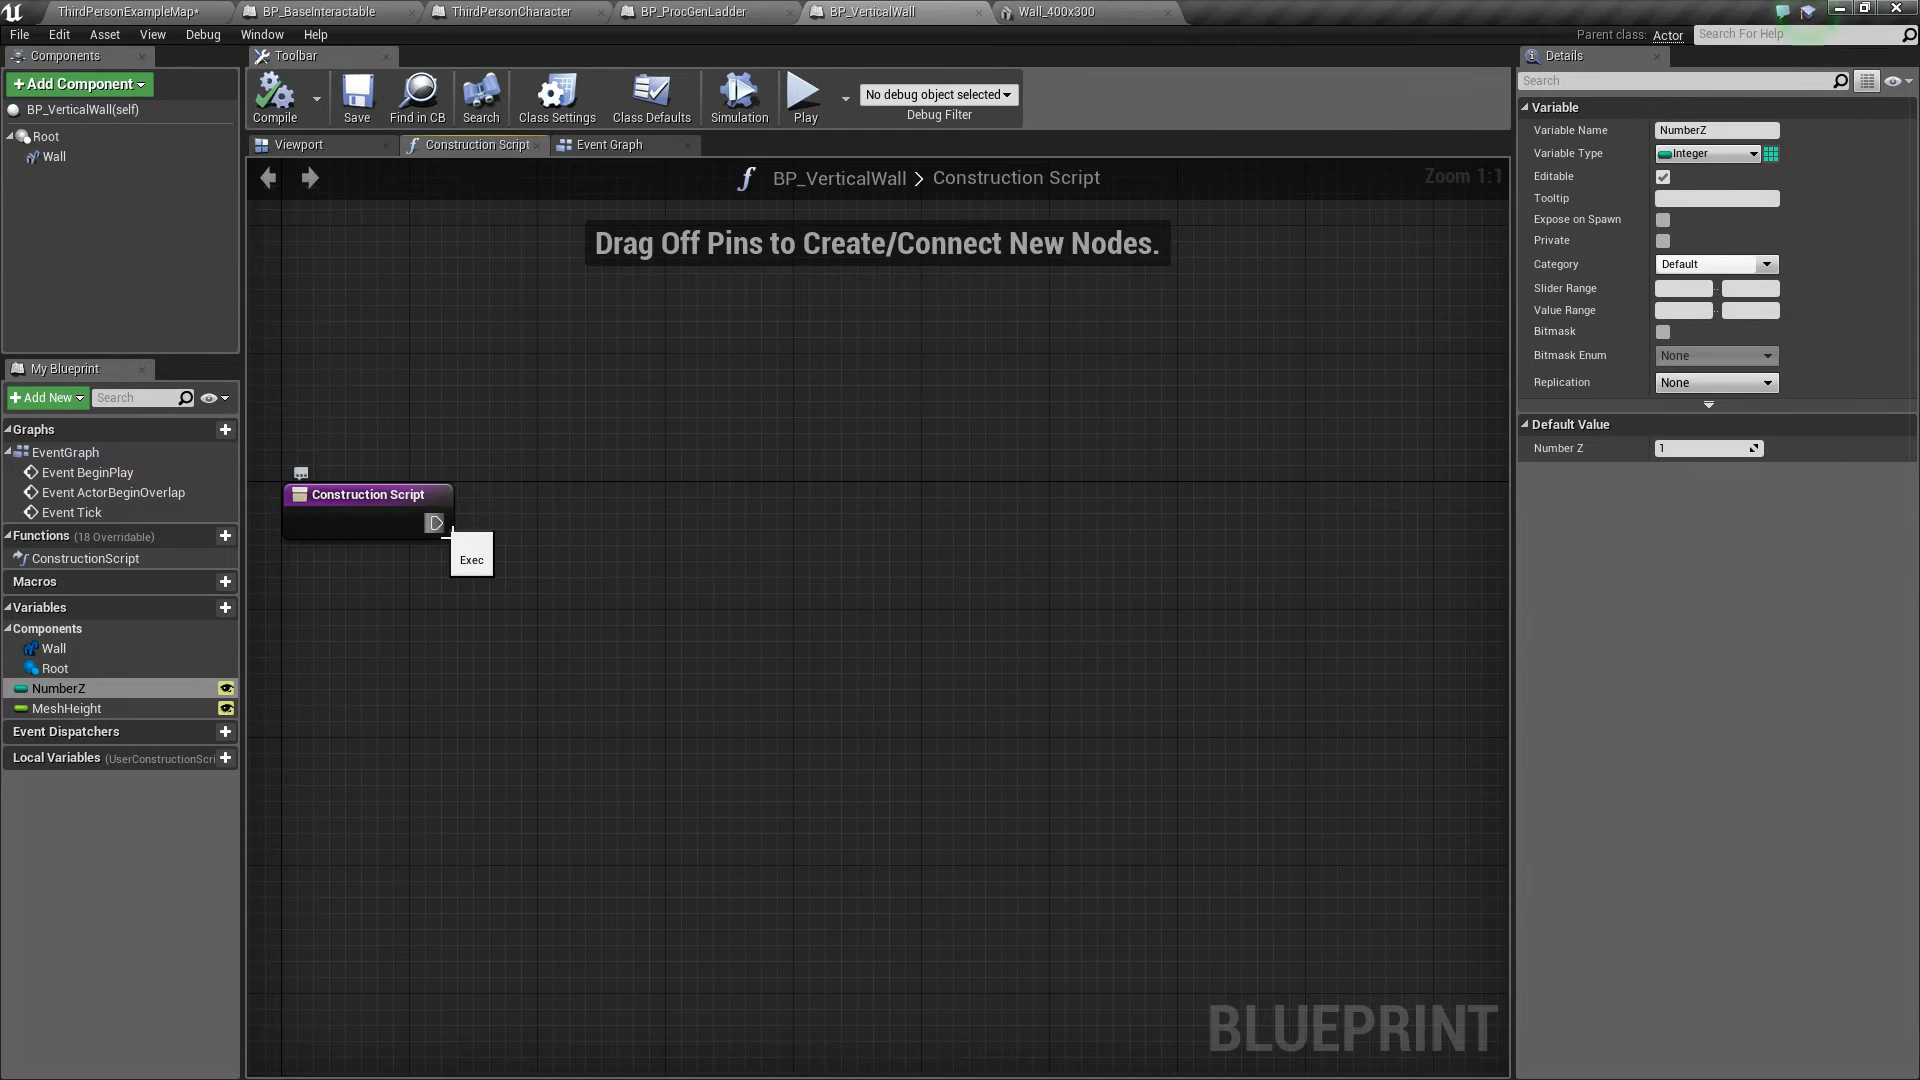 ThirdPersonExampleMap*
BP_BaseInteractable
ThirdPersonCharacter
BP_ProcGenLadder
BP_VerticalWall
Wall_400x300
File Edit Asset View Debug Window Help
Parent class: Actor
Search For Help
Components
Toolbar
Details
+Add Component
BP_VerticalWall(self)
Root
Wall
Compile
Save
Find in CB
Search
Class Settings
Class Defaults
Simulation
Play
No debug object selected
Debug Filter
Viewport
Construction Script
Event Graph
BP_VerticalWall > Construction Script
Zoom 1:1
Drag Off Pins to Create/Connect New Nodes.
Construction Script
Exec
BLUEPRINT
My Blueprint
+Add New
Search
Graphs
EventGraph
Event BeginPlay
Event ActorBeginOverlap
Event Tick
Functions (18 Overridable)
ConstructionScript
Macros
Variables
Components
Wall
Root
NumberZ
MeshHeight
Event Dispatchers
Local Variables (UserConstructionScri
Search
Variable
Variable Name NumberZ
Variable Type Integer
Editable
Tooltip
Expose on Spawn
Private
Category Default
Slider Range
Value Range
Bitmask
Bitmask Enum None
Replication None
Default Value
Number Z 1